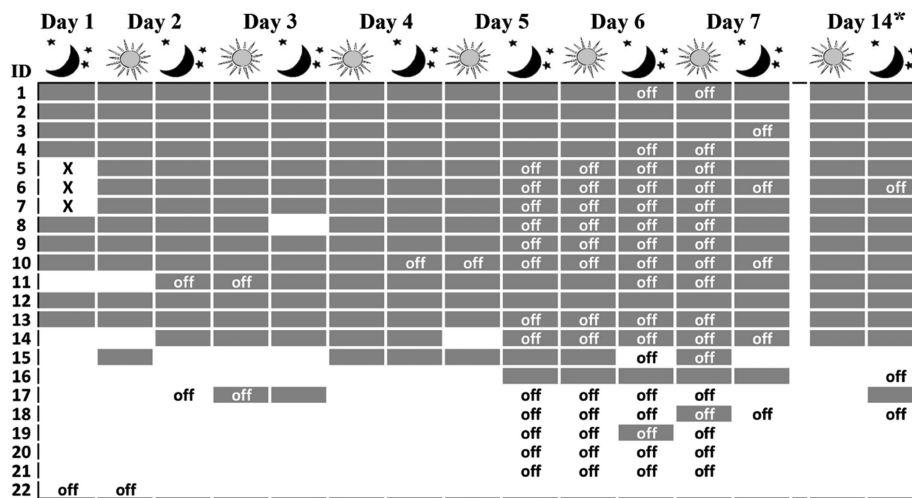 Day 1 Day 2 Day 3 Day 4 Day 5 Day 6 Day 7 Day 14*
ID
1 off off
2
3 off
4 off off
5 X off off off off
6 X off off off off off off
7 X off off off off
8 off off off off
9 off off off off
10 off off off off off off off
11 off off off off
12
13 off off off off
14 off off off off off
15 off off
16 off
17 off off off off off off
18 off off off off off off
19 off off off off
20 off off off off
21 off off off off
22 off off